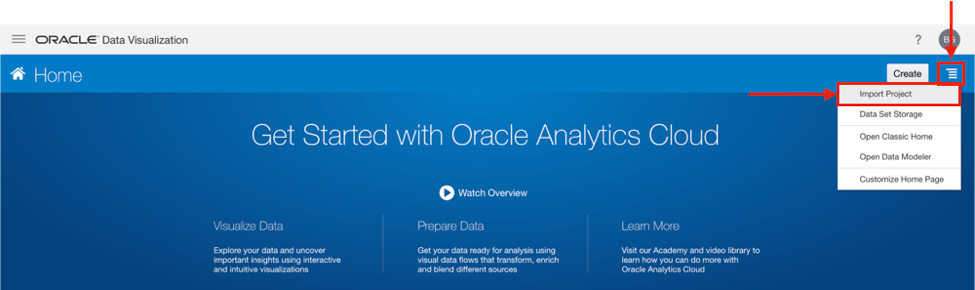 ORACLE Data Visualization
?
BG
Home
Create
Import Project
Data Set Storage
Open Classic Home
Open Data Modeler
Customize Home Page
Get Started with Oracle Analytics Cloud
Watch Overview
Visualize Data
Explore your data and uncover
important insights using interactive
and intuitive visualizations
Prepare Data
Get your data ready for analysis using
visual data flows that transform, enrich
and blend different sources
Learn More
Visit our Academy and video library to
learn how you can do more with
Oracle Analytics Cloud